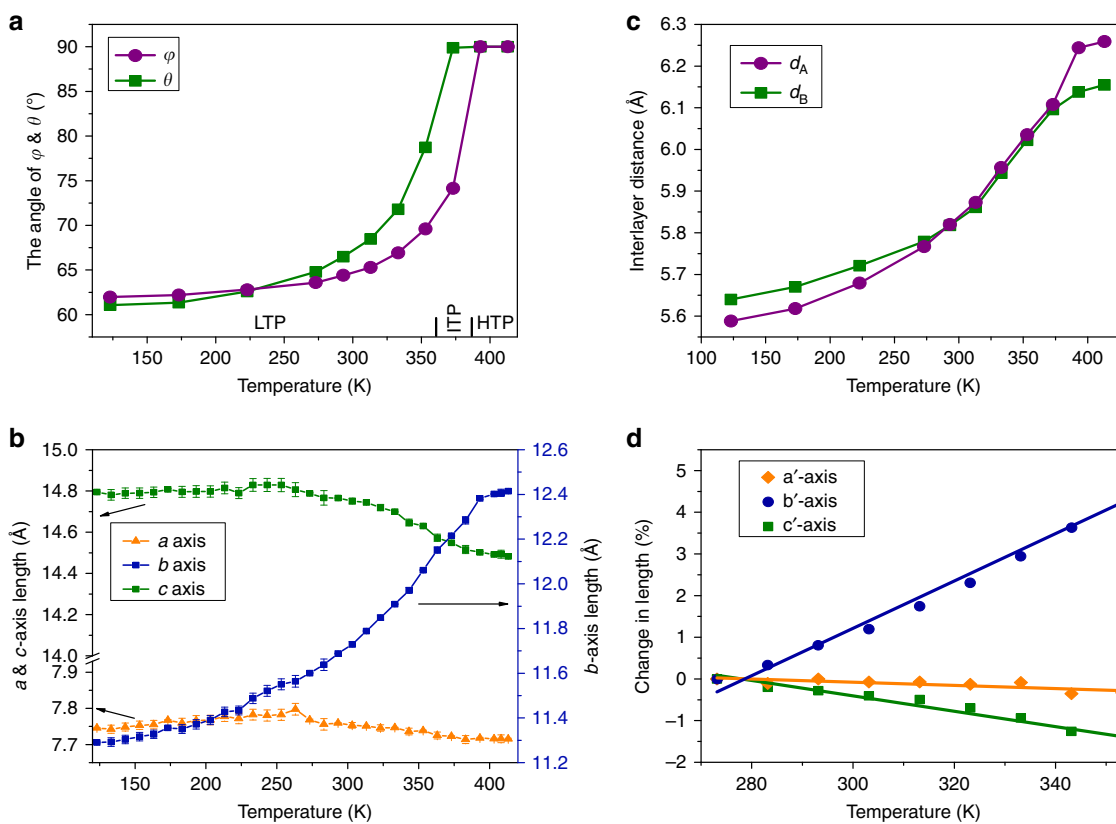 a
90
85
80
75
70
65
60
The angle of φ & θ (°)
φ
θ
LTP
ITP
HTP
150 200 250 300 350 400
Temperature (K)
c
6.3
6.2
6.1
6.0
5.9
5.8
5.7
5.6
Interlayer distance (Å)
dA
dB
100 150 200 250 300 350 400
Temperature (K)
b
15.0
14.8
14.6
14.4
14.2
14.0
7.9
7.8
7.7
a & c-axis length (Å)
a axis
b axis
c axis
12.6
12.4
12.2
12.0
11.8
11.6
11.4
11.2
b-axis length (Å)
150 200 250 300 350 400
Temperature (K)
d
5
4
3
2
1
0
−1
−2
Change in length (%)
a′-axis
b′-axis
c′-axis
280 300 320 340
Temperature (K)